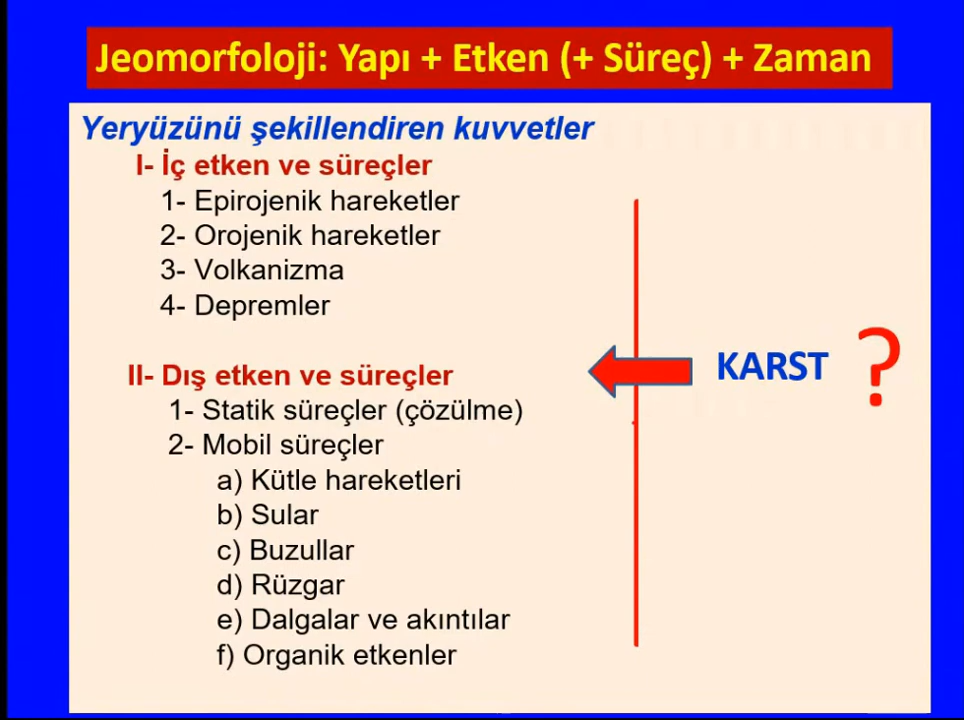 Jeomorfoloji: Yapı + Etken (+ Süreç) + Zaman
Yeryüzünü şekillendiren kuvvetler
I- İç etken ve süreçler
1- Epirojenik hareketler
2- Orojenik hareketler
3- Volkanizma
4- Depremler
II- Dış etken ve süreçler
1- Statik süreçler (çözülme)
2- Mobil süreçler
a) Kütle hareketleri
b) Sular
c) Buzullar
d) Rüzgar
e) Dalgalar ve akıntılar
f) Organik etkenler
KARST ?